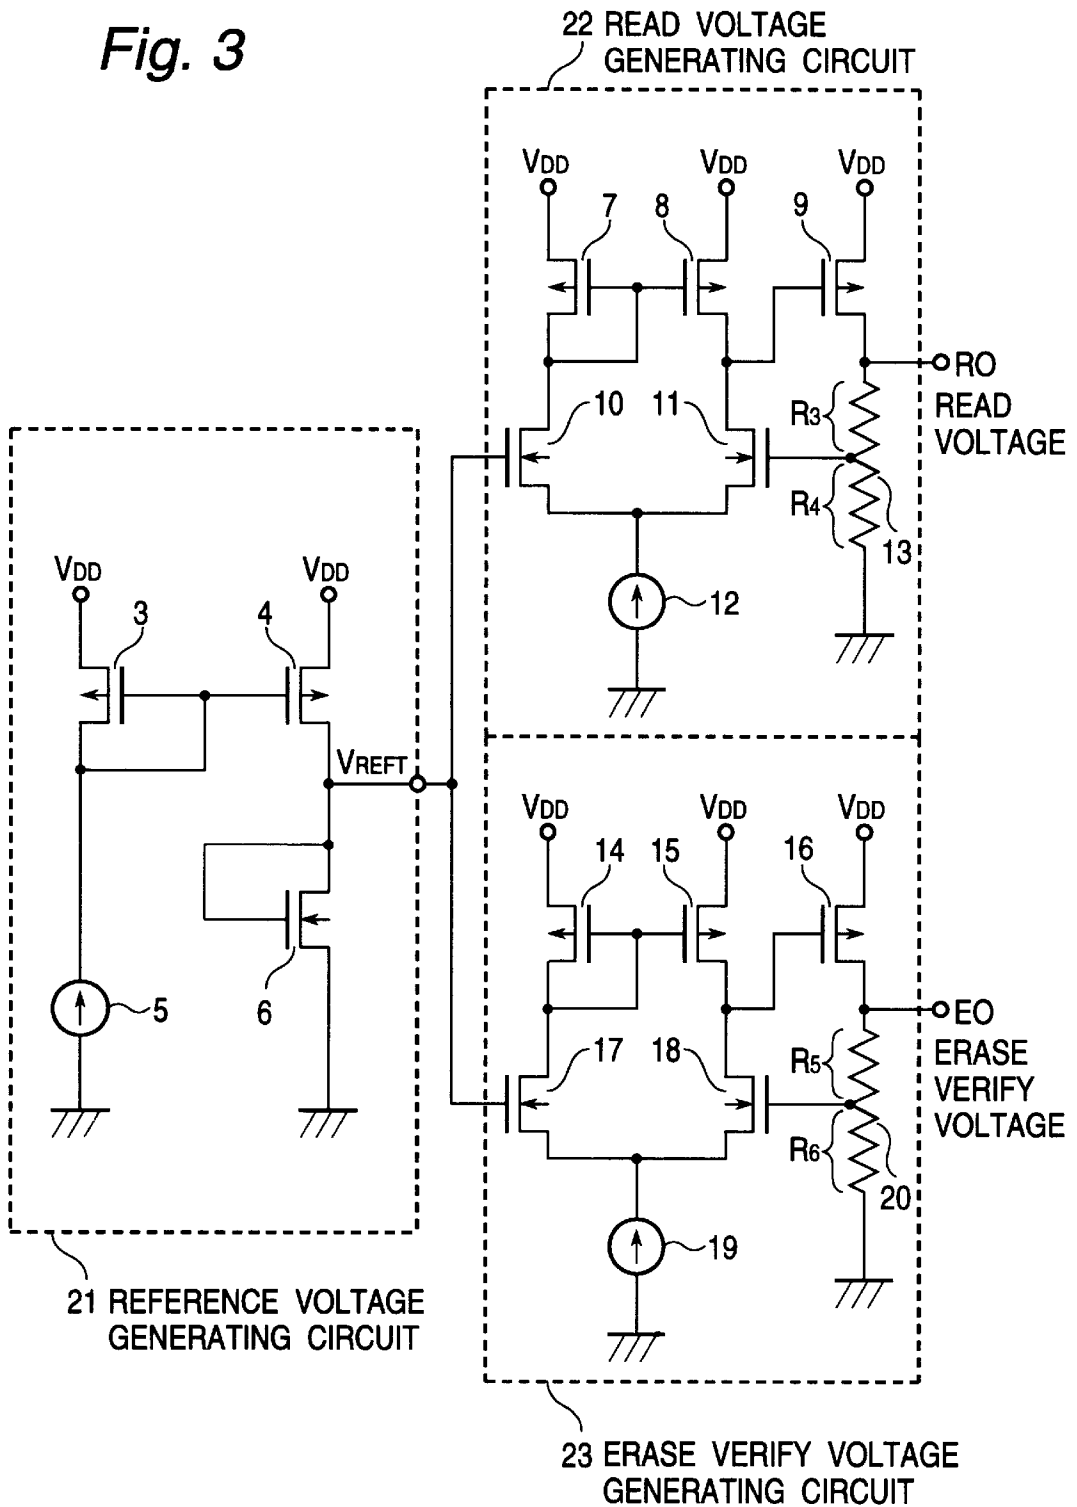 Fig. 3
22 READ VOLTAGE
GENERATING CIRCUIT
VDD
VDD
VDD
7
8
9
RO
READ
VOLTAGE
10
11
R3
R4
13
12
VDD
VDD
3
4
VREFT
5
6
21 REFERENCE VOLTAGE
GENERATING CIRCUIT
VDD
VDD
VDD
14
15
16
EO
ERASE
VERIFY
VOLTAGE
17
18
R5
R6
20
19
23 ERASE VERIFY VOLTAGE
GENERATING CIRCUIT